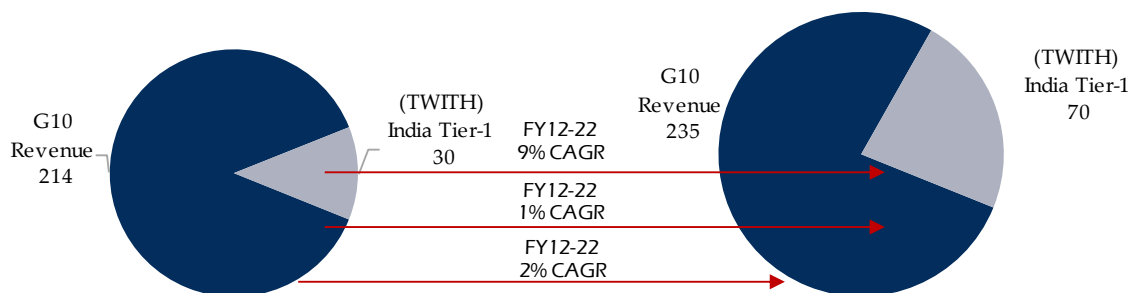 G10
Revenue
214
(TWITH)
India Tier-1
30
FY12-22
9% CAGR
FY12-22
1% CAGR
FY12-22
2% CAGR
G10
Revenue
235
(TWITH)
India Tier-1
70